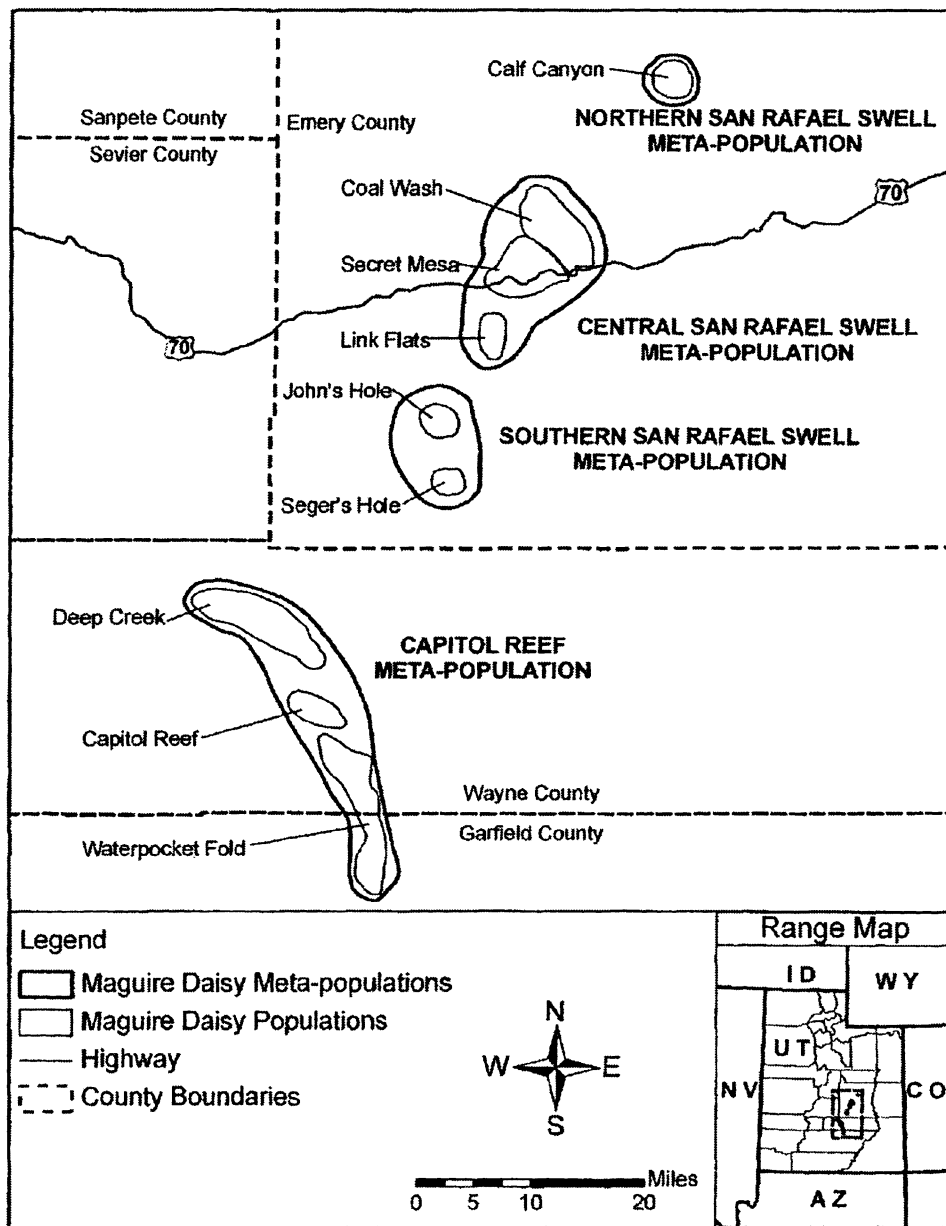 Calf Canyon
Sanpete County
Emery County
NORTHERN SAN RAFAEL SWELL
META-POPULATION
Sevier County
Coal Wash
70
Secret Mesa
CENTRAL SAN RAFAEL SWELL
META-POPULATION
Link Flats
70
John's Hole
SOUTHERN SAN RAFAEL SWELL
META-POPULATION
Seger's Hole
Deep Creek
CAPITOL REEF
META-POPULATION
Capitol Reef
Wayne County
Garfield County
Waterpocket Fold
Legend
Maguire Daisy Meta-populations
Maguire Daisy Populations
Highway
County Boundaries
N
W E
S
Miles
0 5 10 20
Range Map
ID
WY
UT
NV
CO
AZ